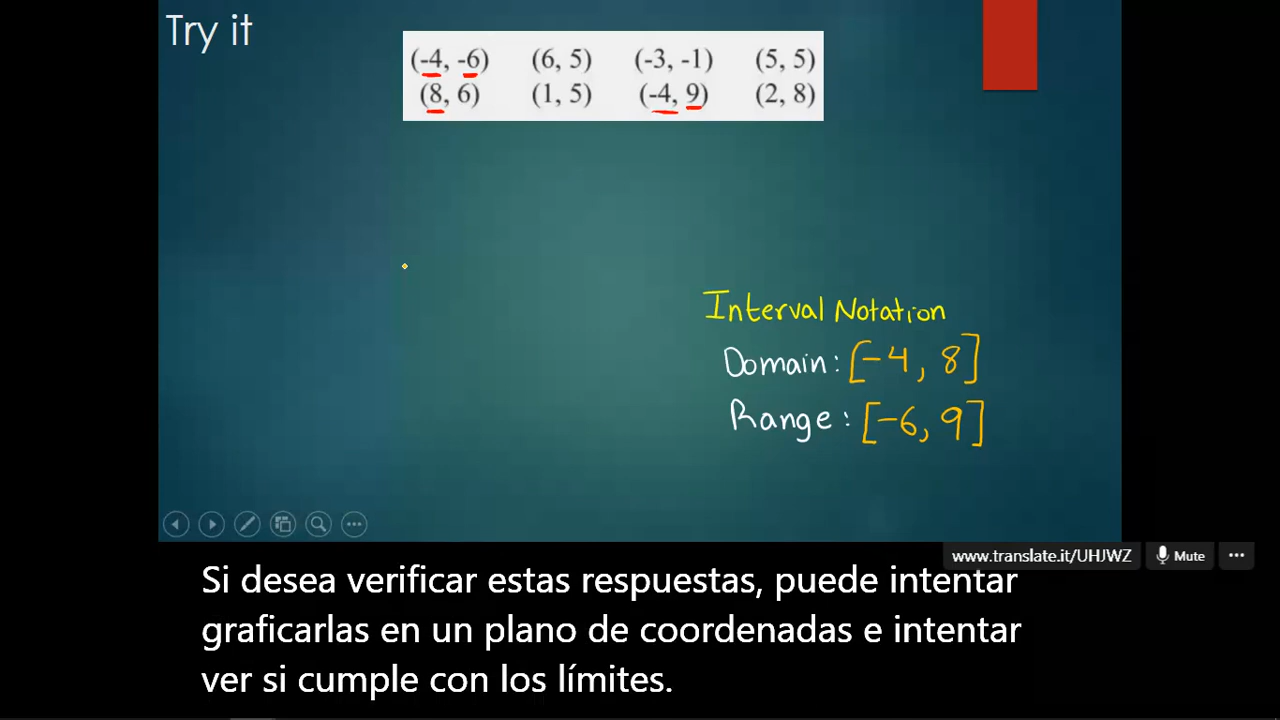 Try it
(-4, -6) (6, 5) (-3, -1) (5, 5)
(8, 6) (1, 5) (-4, 9) (2, 8)
Interval Notation
Domain: [-4, 8]
Range: [-6, 9]
www.translate.it/UHJWZ Mute
Si desea verificar estas respuestas, puede intentar
graficarlas en un plano de coordenadas e intentar
ver si cumple con los límites.